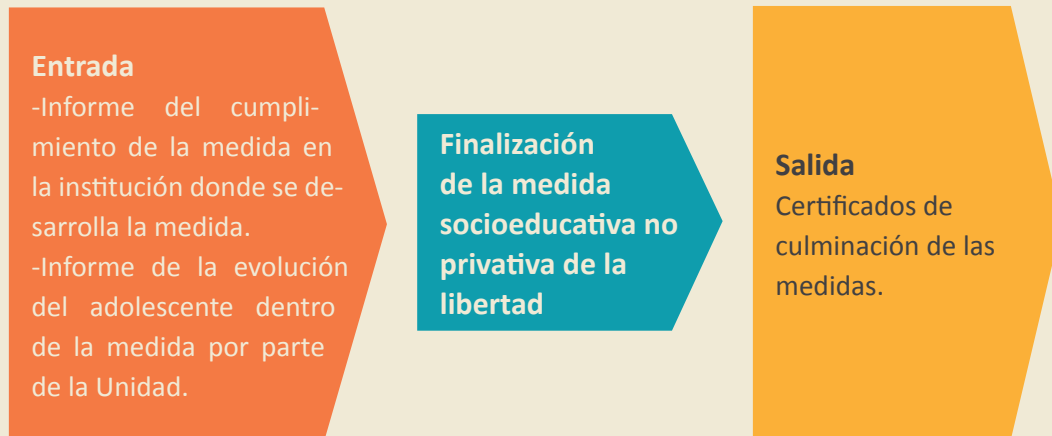 Entrada
-Informe del cumpli-
miento de la medida en
la institución donde se de-
sarrolla la medida.
-Informe de la evolución
del adolescente dentro
de la medida por parte
de la Unidad.
Finalización
de la medida
socioeducativa no
privativa de la
libertad
Salida
Certificados de
culminación de las
medidas.